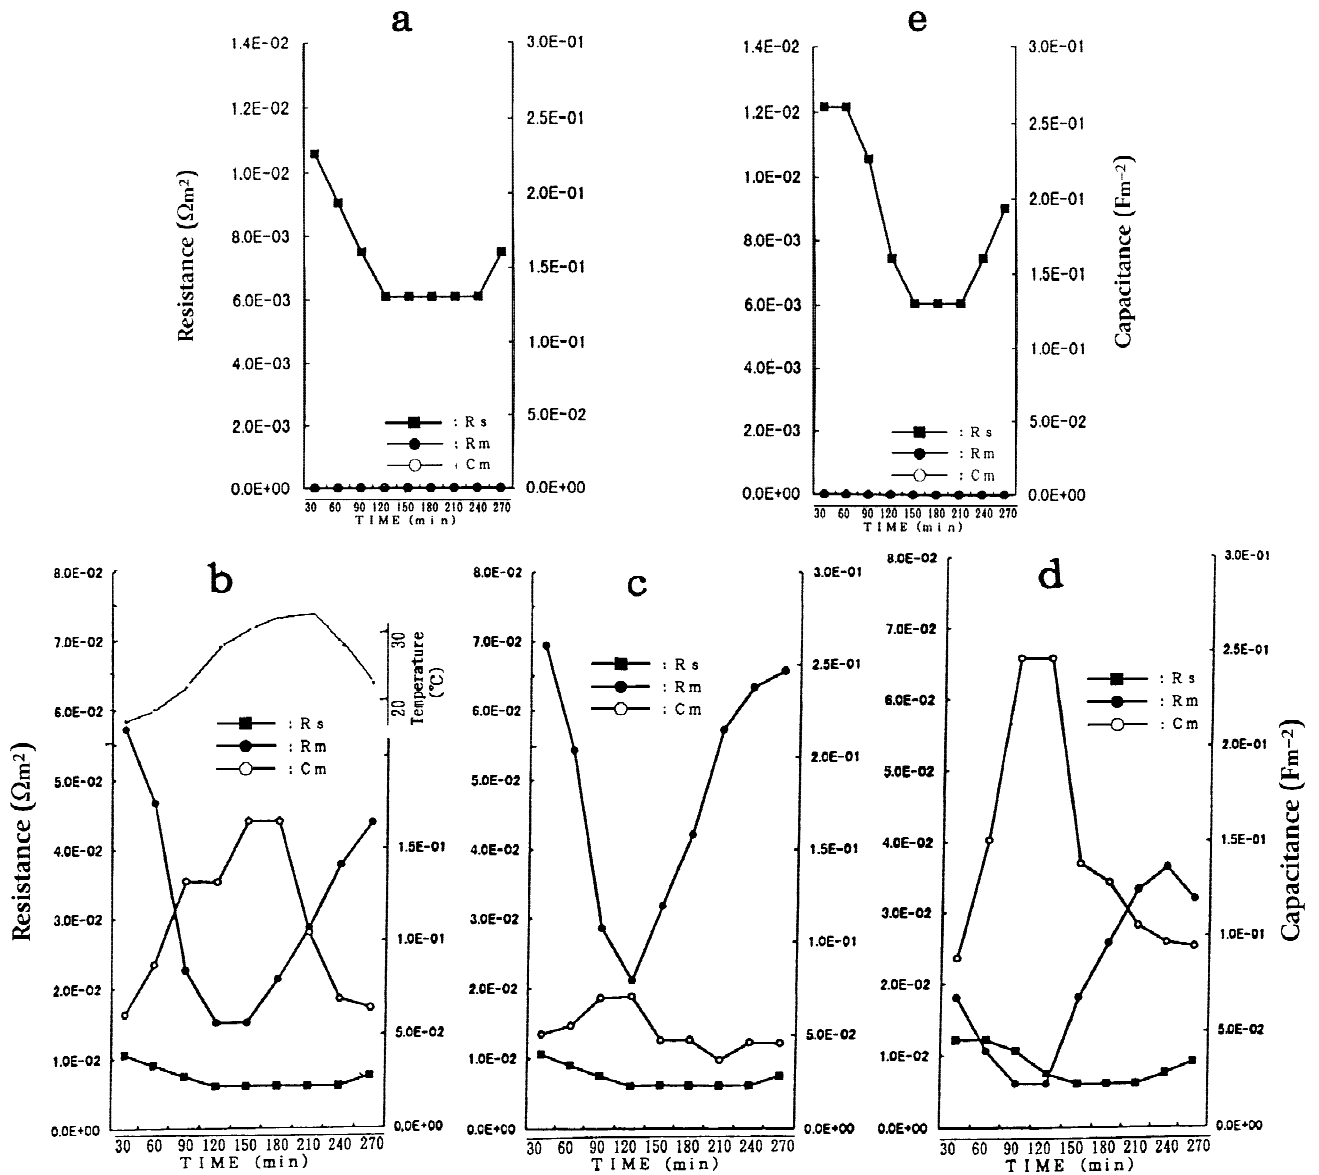 a
e
1.4E-02
1.2E-02
1.0E-02
8.0E-03
6.0E-03
4.0E-03
2.0E-03
0.0E+00
Resistance (Ωm²)
3.0E-01
2.5E-01
2.0E-01
1.5E-01
1.0E-01
5.0E-02
0.0E+00
: Rs
: Rm
: Cm
30 60 90 120 150 180 210 240 270
TIME (min)
1.4E-02
1.2E-02
1.0E-02
8.0E-03
6.0E-03
4.0E-03
2.0E-03
0.0E+00
3.0E-01
2.5E-01
2.0E-01
1.5E-01
1.0E-01
5.0E-02
0.0E+00
Capacitance (Fm⁻²)
: Rs
: Rm
: Cm
30 60 90 120 150 180 210 240 270
TIME (min)
b
8.0E-02
7.0E-02
6.0E-02
5.0E-02
4.0E-02
3.0E-02
2.0E-02
1.0E-02
0.0E+00
Resistance (Ωm²)
20 30
Temperature
(°C)
: Rs
: Rm
: Cm
1.5E-01
1.0E-01
5.0E-02
0.0E+00
30 60 90 120 150 180 210 240 270
TIME (min)
c
8.0E-02
7.0E-02
6.0E-02
5.0E-02
4.0E-02
3.0E-02
2.0E-02
1.0E-02
0.0E+00
: Rs
: Rm
: Cm
3.0E-01
2.5E-01
2.0E-01
1.5E-01
1.0E-01
5.0E-02
0.0E+00
30 60 90 120 150 180 210 240 270
TIME (min)
d
8.0E-02
7.0E-02
6.0E-02
5.0E-02
4.0E-02
3.0E-02
2.0E-02
1.0E-02
0.0E+00
: Rs
: Rm
: Cm
3.0E-01
2.5E-01
2.0E-01
1.5E-01
1.0E-01
5.0E-02
0.0E+00
Capacitance (Fm⁻²)
30 60 90 120 150 180 210 240 270
TIME (min)